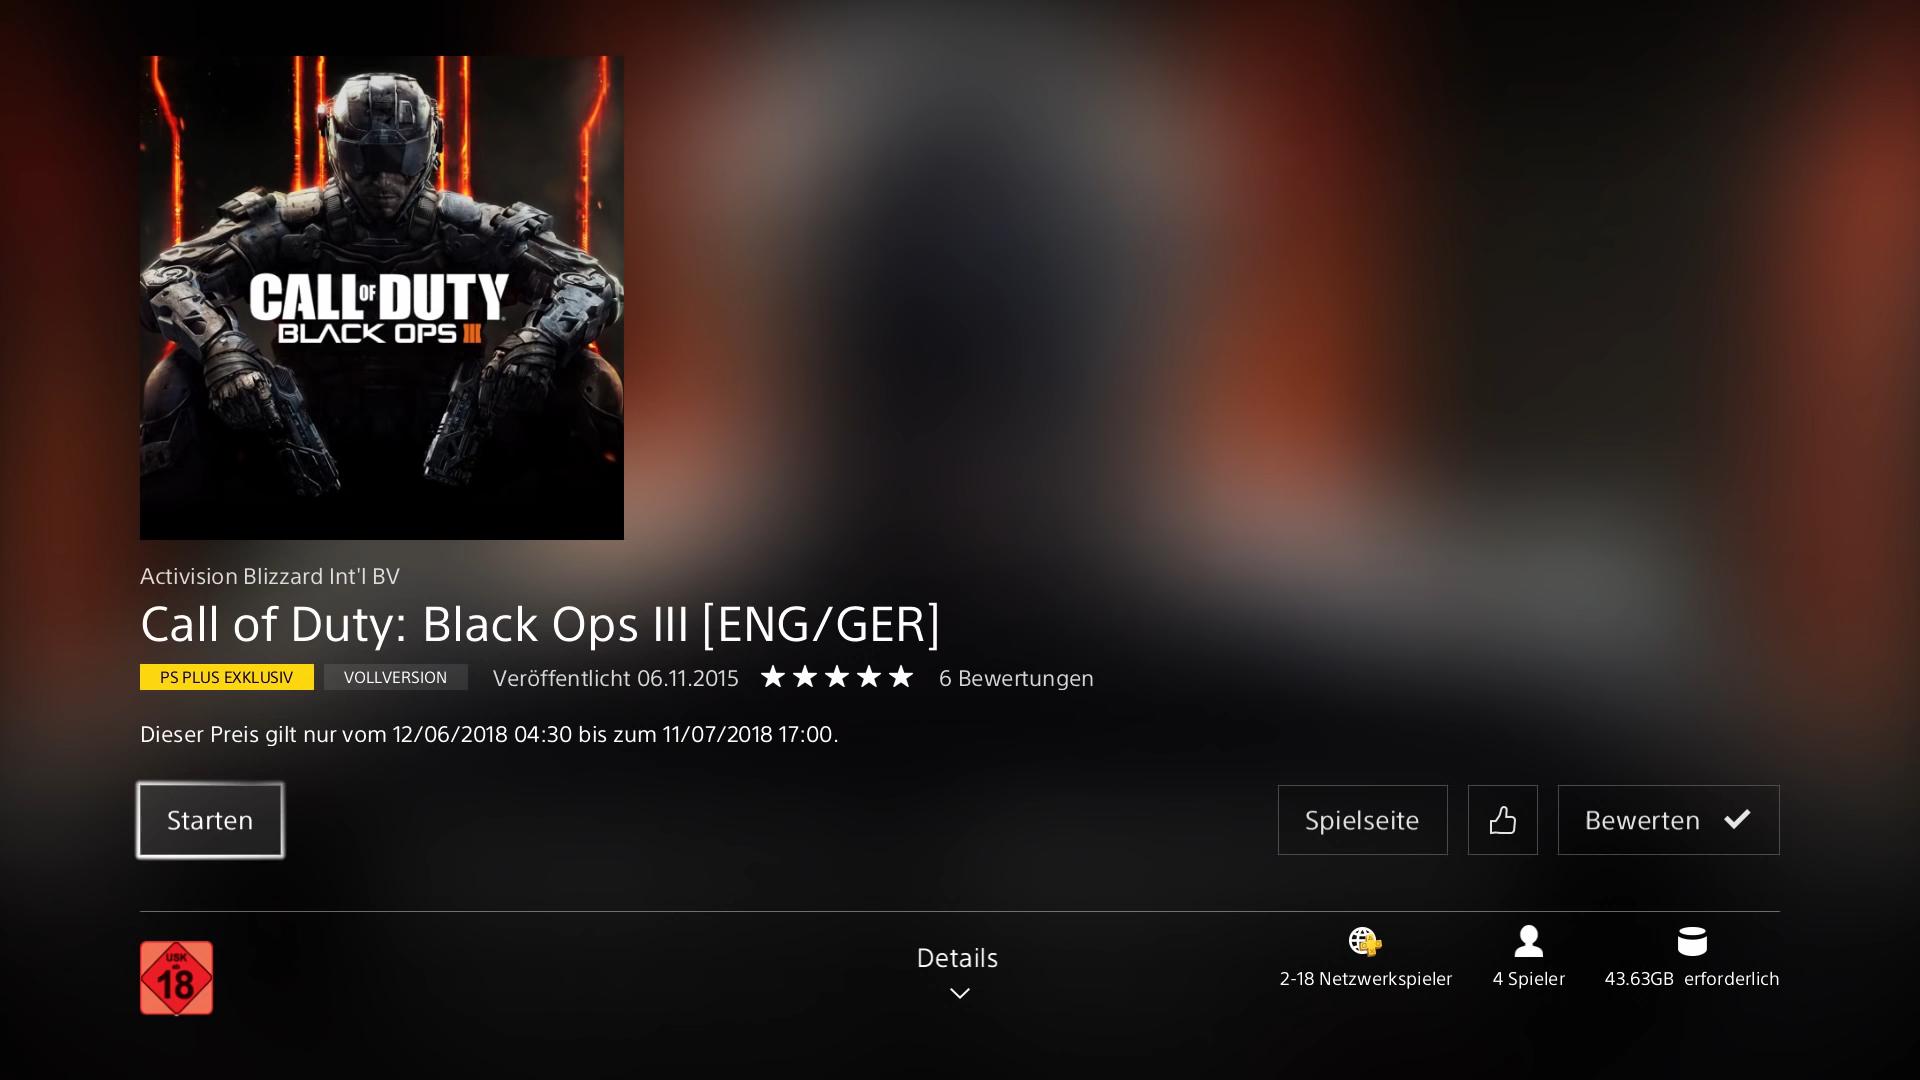 CALL OF DUTY
BLACK OPS III
Activision Blizzard Int'l BV
Call of Duty: Black Ops III [ENG/GER]
PS PLUS EXKLUSIV VOLLVERSION Veröffentlicht 06.11.2015 6 Bewertungen
Dieser Preis gilt nur vom 12/06/2018 04:30 bis zum 11/07/2018 17:00.
Starten Spielseite Bewerten
USK
ab
18
Details
2-18 Netzwerkspieler 4 Spieler 43.63GB erforderlich